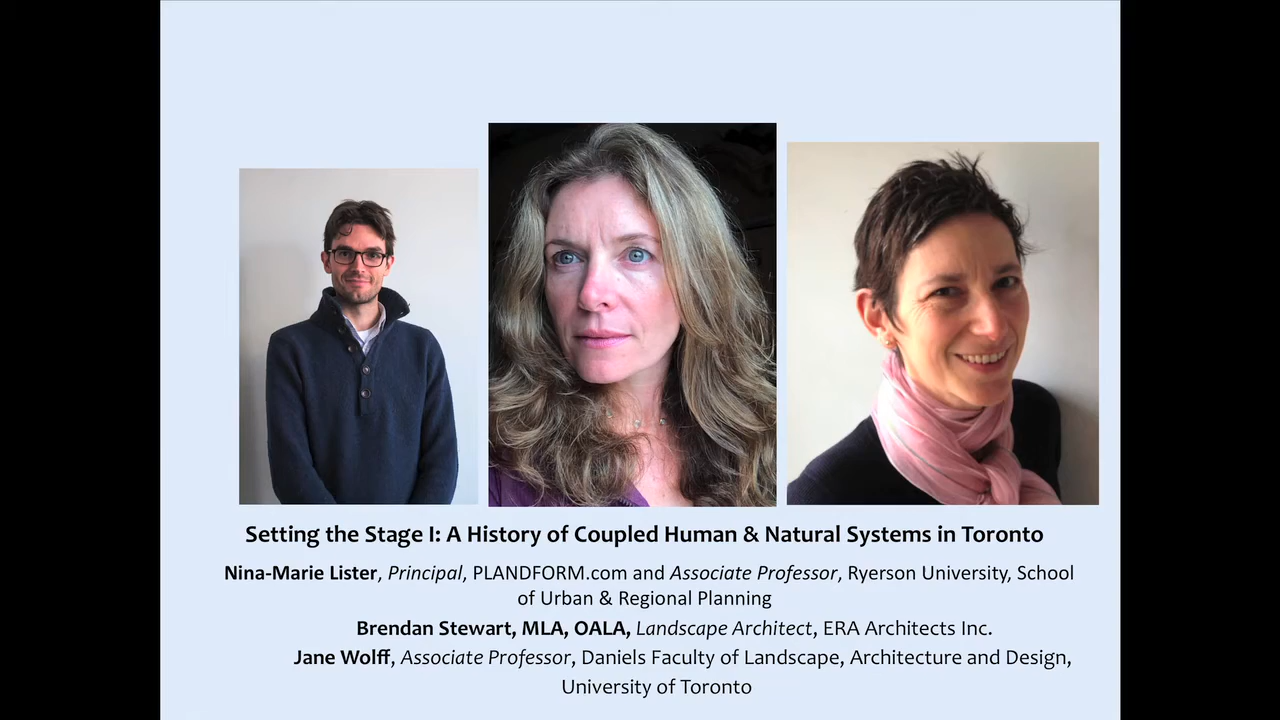 Setting the Stage I: A History of Coupled Human & Natural Systems in Toronto
Nina-Marie Lister, Principal, PLANDFORM.com and Associate Professor, Ryerson University, School
of Urban & Regional Planning
Brendan Stewart, MLA, OALA, Landscape Architect, ERA Architects Inc.
Jane Wolff, Associate Professor, Daniels Faculty of Landscape, Architecture and Design,
University of Toronto